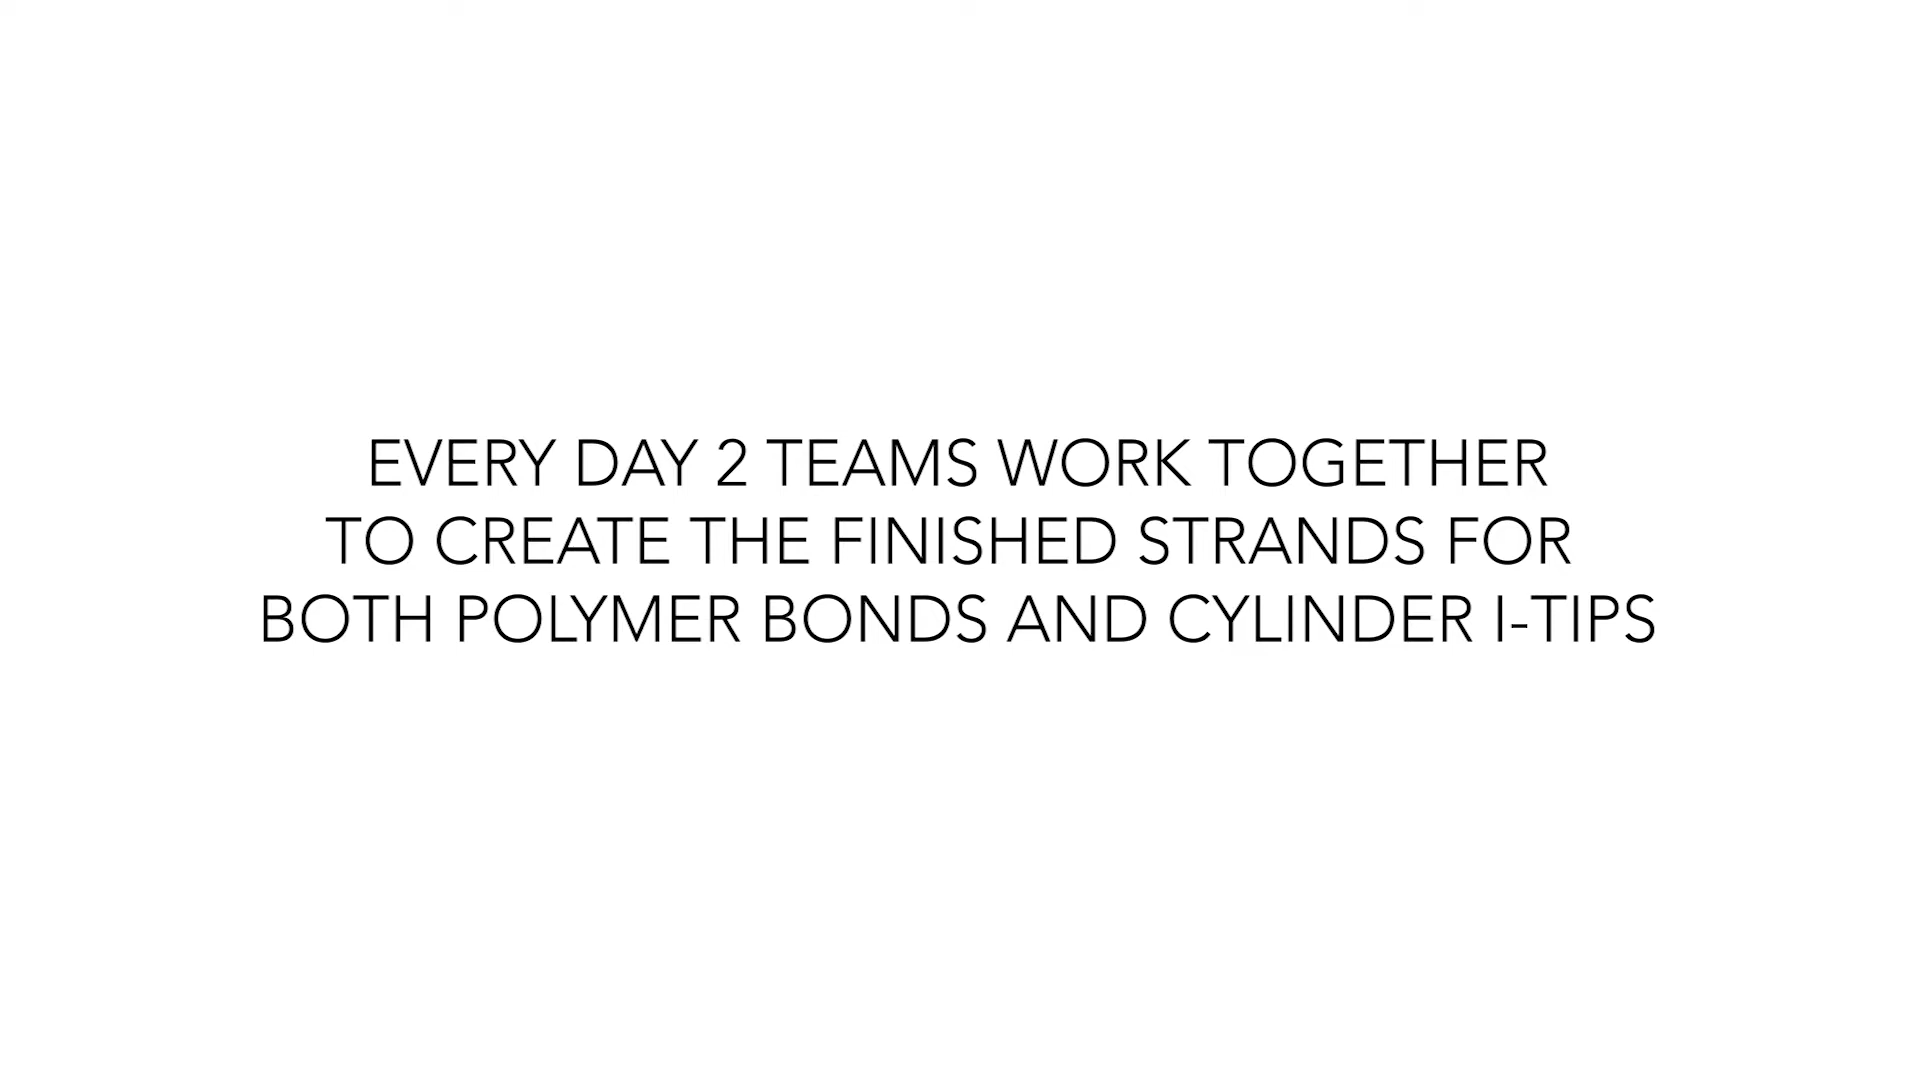 EVERY DAY 2 TEAMS WORK TOGETHER
TO CREATE THE FINISHED STRANDS FOR
BOTH POLYMER BONDS AND CYLINDER I-TIPS